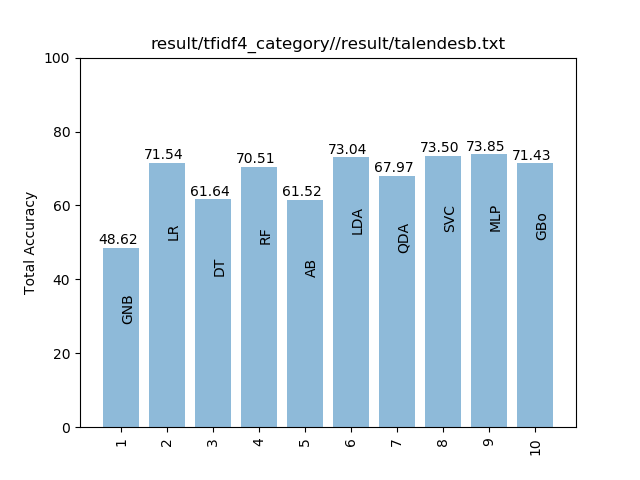 result/tfidf4_category//result/talendesb.txt
100
80
60
40
20
0
Total Accuracy
48.62
71.54
61.64
70.51
61.52
73.04
67.97
73.50
73.85
71.43
GNB
LR
DT
RF
AB
LDA
QDA
SVC
MLP
GBo
1
2
3
4
5
6
7
8
9
10